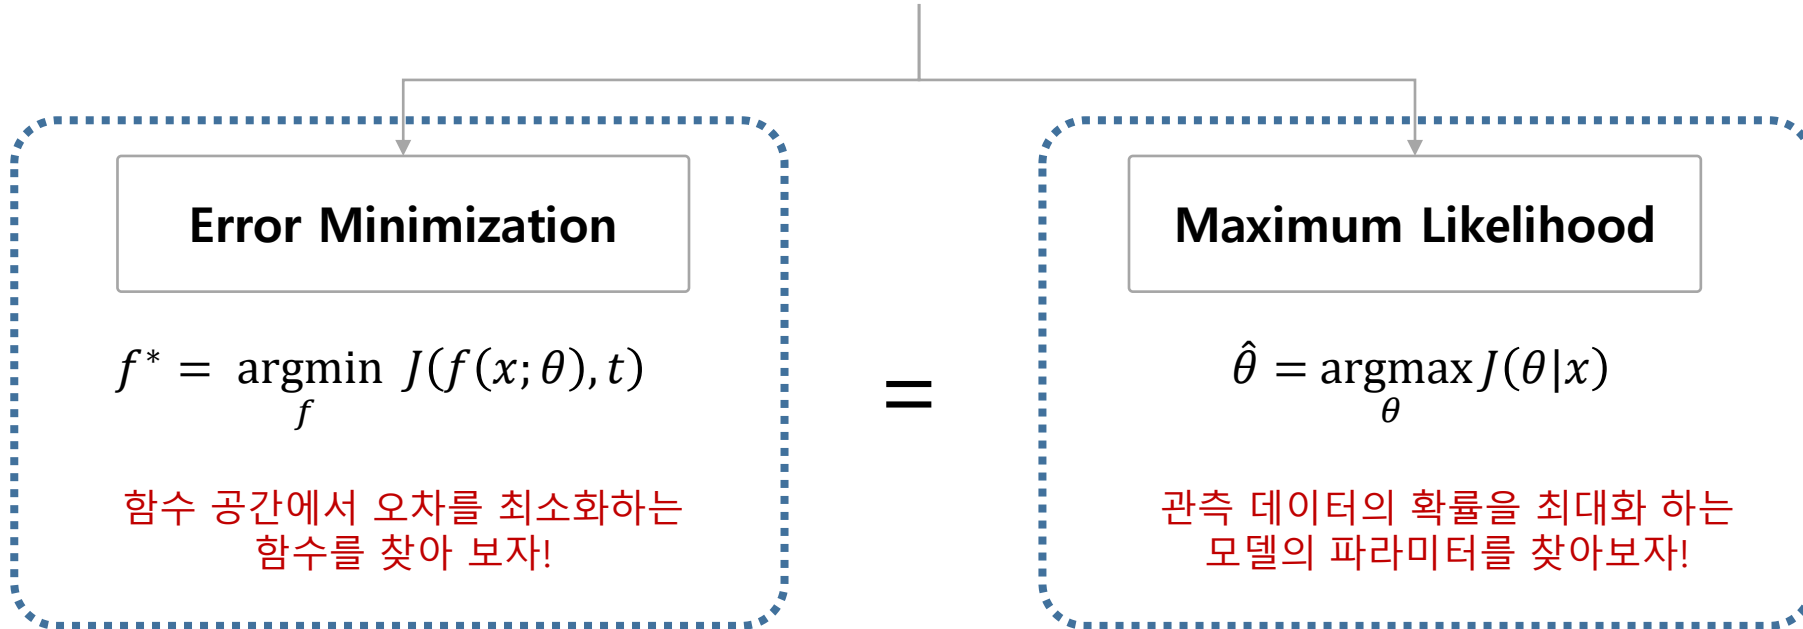 Error Minimization
f* = argmin J(f(x; θ), t)
f
함수 공간에서 오차를 최소화하는
함수를 찾아 보자!
=
Maximum Likelihood
θ̂ = argmax J(θ|x)
θ
관측 데이터의 확률을 최대화 하는
모델의 파라미터를 찾아보자!